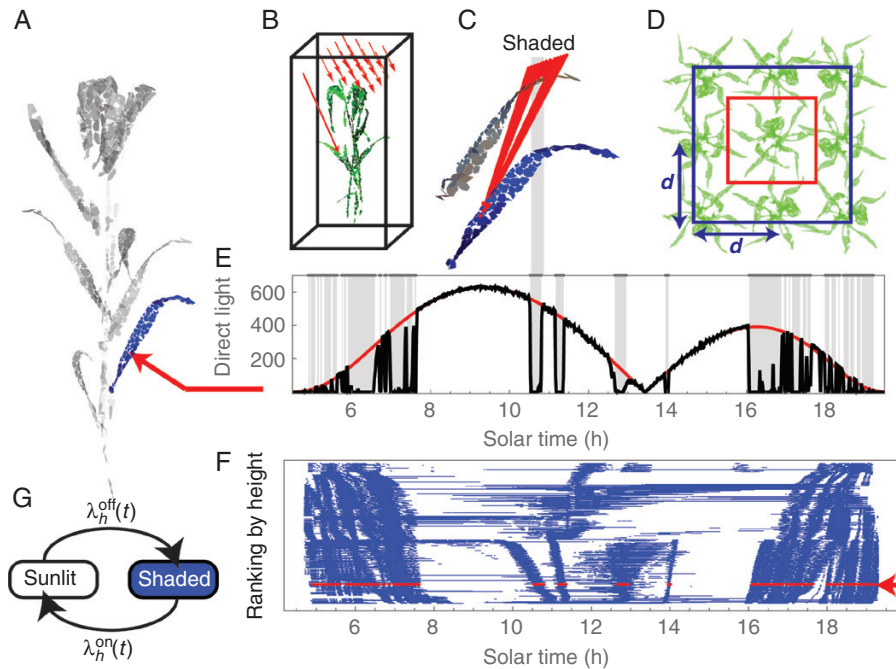 A
B
C
Shaded
D
d
d
E
Direct light
600
400
200
6 8 10 12 14 16 18
Solar time (h)
F
Ranking by height
6 8 10 12 14 16 18
Solar time (h)
G
λ_h^off(t)
Sunlit
Shaded
λ_h^on(t)